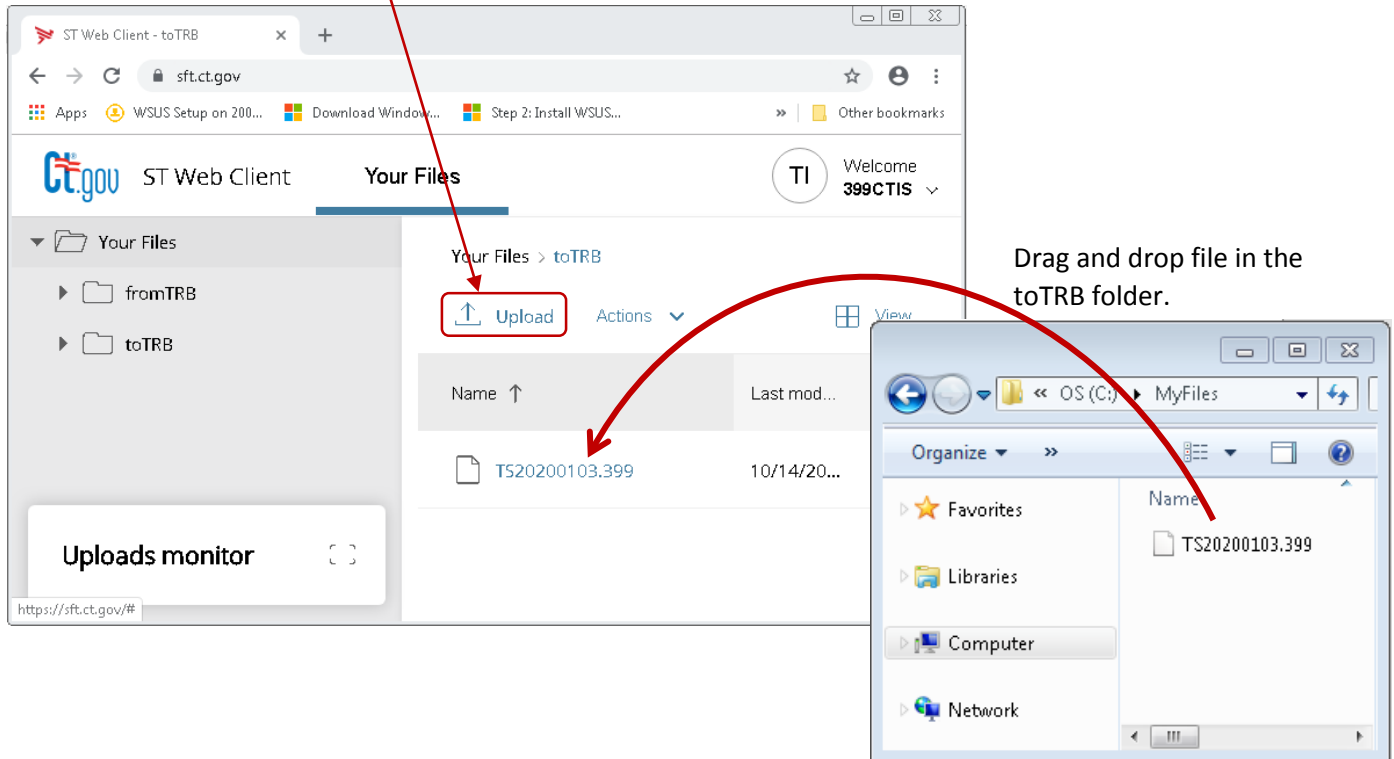 ST Web Client - toTRB
sft.ct.gov
Apps WSUS Setup on 200... Download Window... Step 2: Install WSUS... » Other bookmarks
Ct.gov ST Web Client Your Files TI Welcome
399CTIS
Your Files
fromTRB
toTRB
Your Files > toTRB
Upload Actions View
Name ↑ Last mod...
TS20200103.399 10/14/20...
Uploads monitor
https://sft.ct.gov/#
Drag and drop file in the
toTRB folder.
« OS (C:) MyFiles
Organize »
Favorites
Libraries
Computer
Network
Name
TS20200103.399